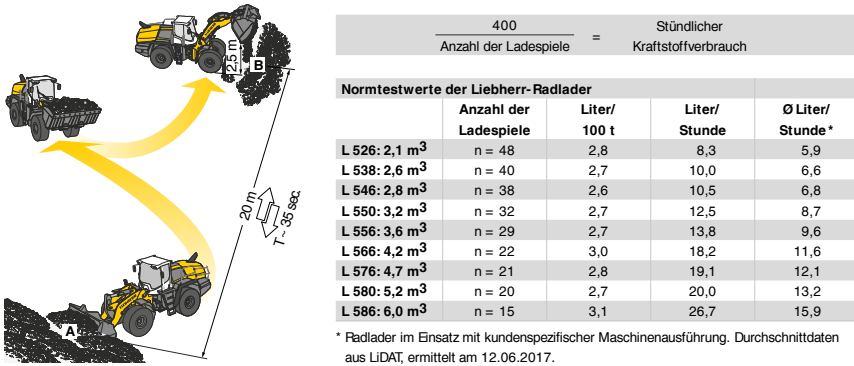 2,5 m
B
20 m
T ~ 35 sec.
A
400
Anzahl der Ladespiele
=
Stündlicher
Kraftstoffverbrauch
Normtestwerte der Liebherr-Radlader
Anzahl der Liter/ Liter/ Ø Liter/
Ladespiele 100 t Stunde Stunde*
L 526: 2,1 m³ n = 48 2,8 8,3 5,9
L 538: 2,6 m³ n = 40 2,7 10,0 6,6
L 546: 2,8 m³ n = 38 2,6 10,5 6,8
L 550: 3,2 m³ n = 32 2,7 12,5 8,7
L 556: 3,6 m³ n = 29 2,7 13,8 9,6
L 566: 4,2 m³ n = 22 3,0 18,2 11,6
L 576: 4,7 m³ n = 21 2,8 19,1 12,1
L 580: 5,2 m³ n = 20 2,7 20,0 13,2
L 586: 6,0 m³ n = 15 3,1 26,7 15,9
* Radlader im Einsatz mit kundenspezifischer Maschinenausführung. Durchschnittdaten
aus LiDAT, ermittelt am 12.06.2017.